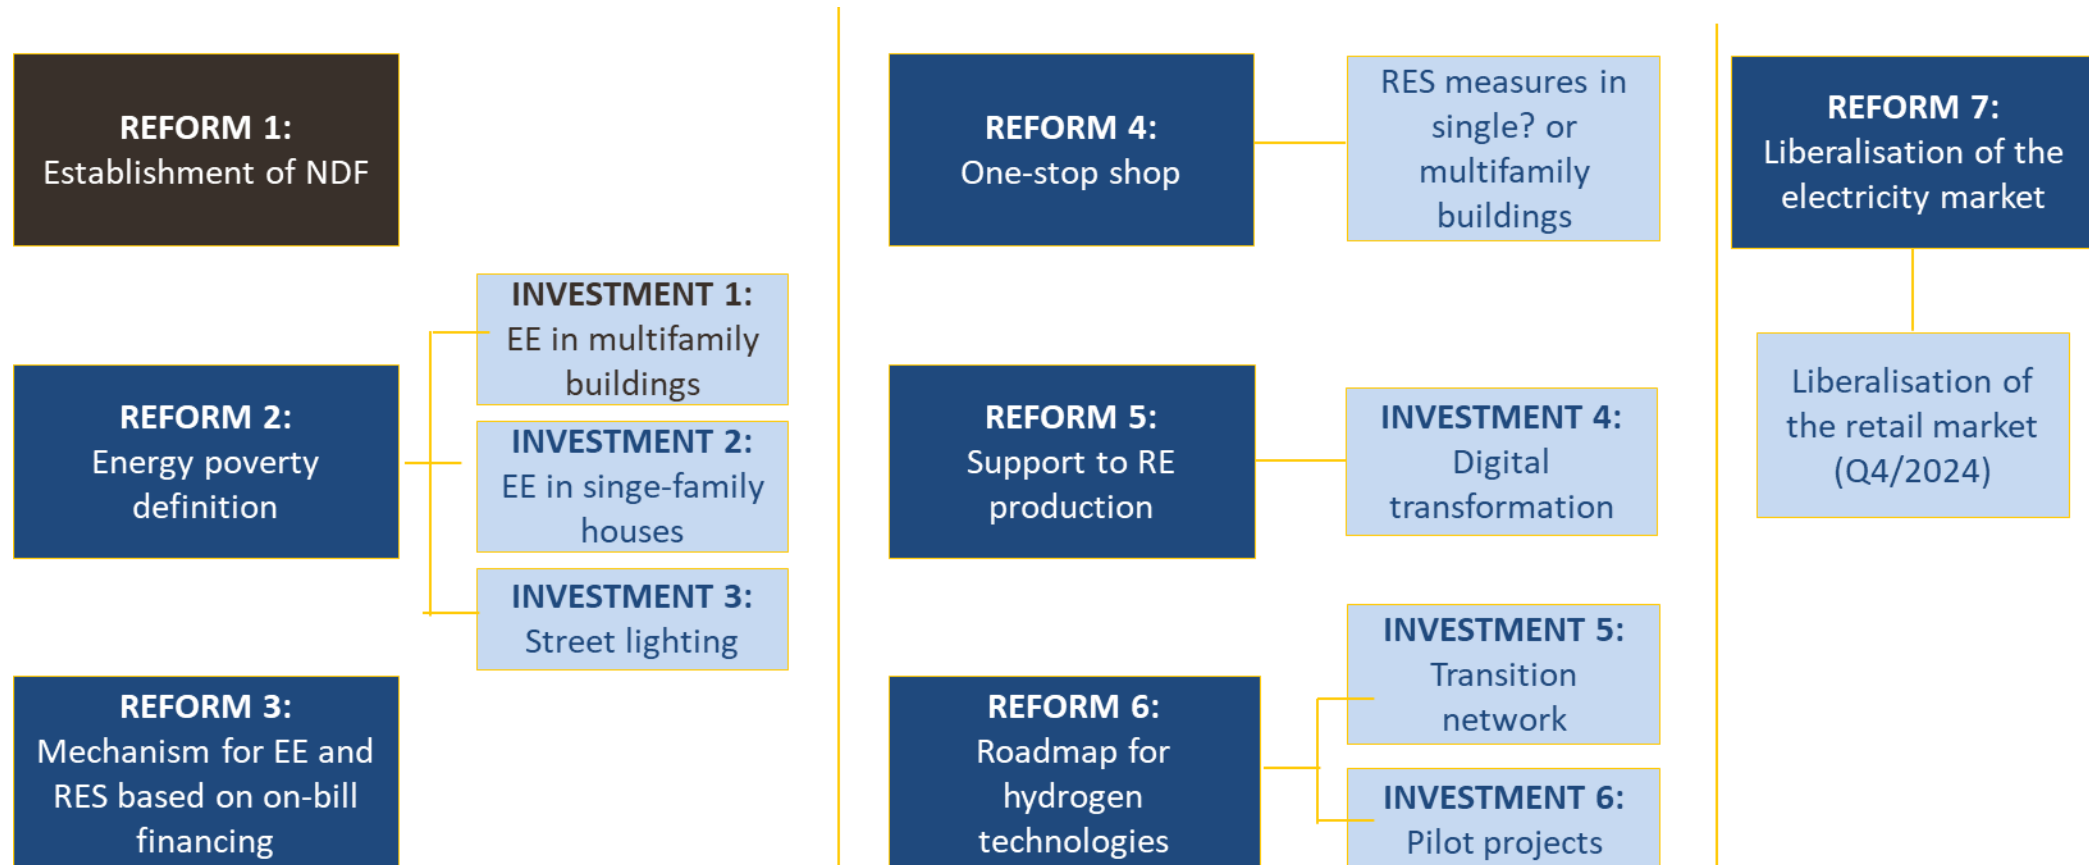 REFORM 1:
Establishment of NDF
REFORM 2:
Energy poverty
definition
REFORM 3:
Mechanism for EE and
RES based on on-bill
financing
INVESTMENT 1:
EE in multifamily
buildings
INVESTMENT 2:
EE in singe-family
houses
INVESTMENT 3:
Street lighting
REFORM 4:
One-stop shop
RES measures in
single? or
multifamily
buildings
REFORM 5:
Support to RE
production
INVESTMENT 4:
Digital
transformation
REFORM 6:
Roadmap for
hydrogen
technologies
INVESTMENT 5:
Transition
network
INVESTMENT 6:
Pilot projects
REFORM 7:
Liberalisation of the
electricity market
Liberalisation of
the retail market
(Q4/2024)